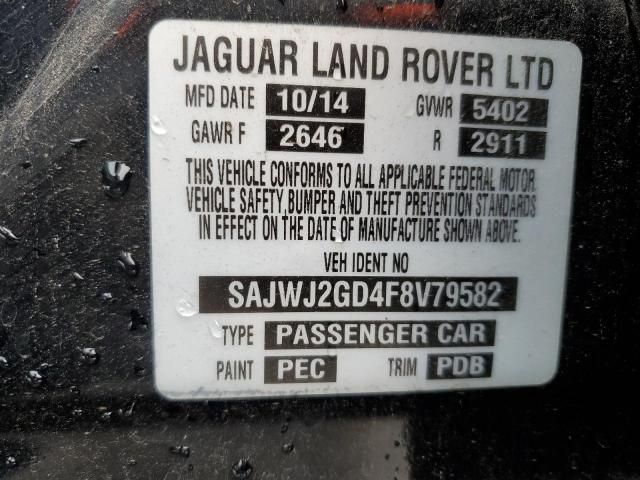 JAGUAR LAND ROVER LTD
MFD DATE 10/14 GVWR 5402
GAWR F 2646 R 2911
THIS VEHICLE CONFORMS TO ALL APPLICABLE FEDERAL MOTOR
VEHICLE SAFETY BUMPER AND THEFT PREVENTION STANDARDS
IN EFFECT ON THE DATE OF MANUFACTURE SHOWN ABOVE.
VEH IDENT NO
SAJWJ2GD4F8V79582
TYPE PASSENGER CAR
PAINT PEC TRIM PDB